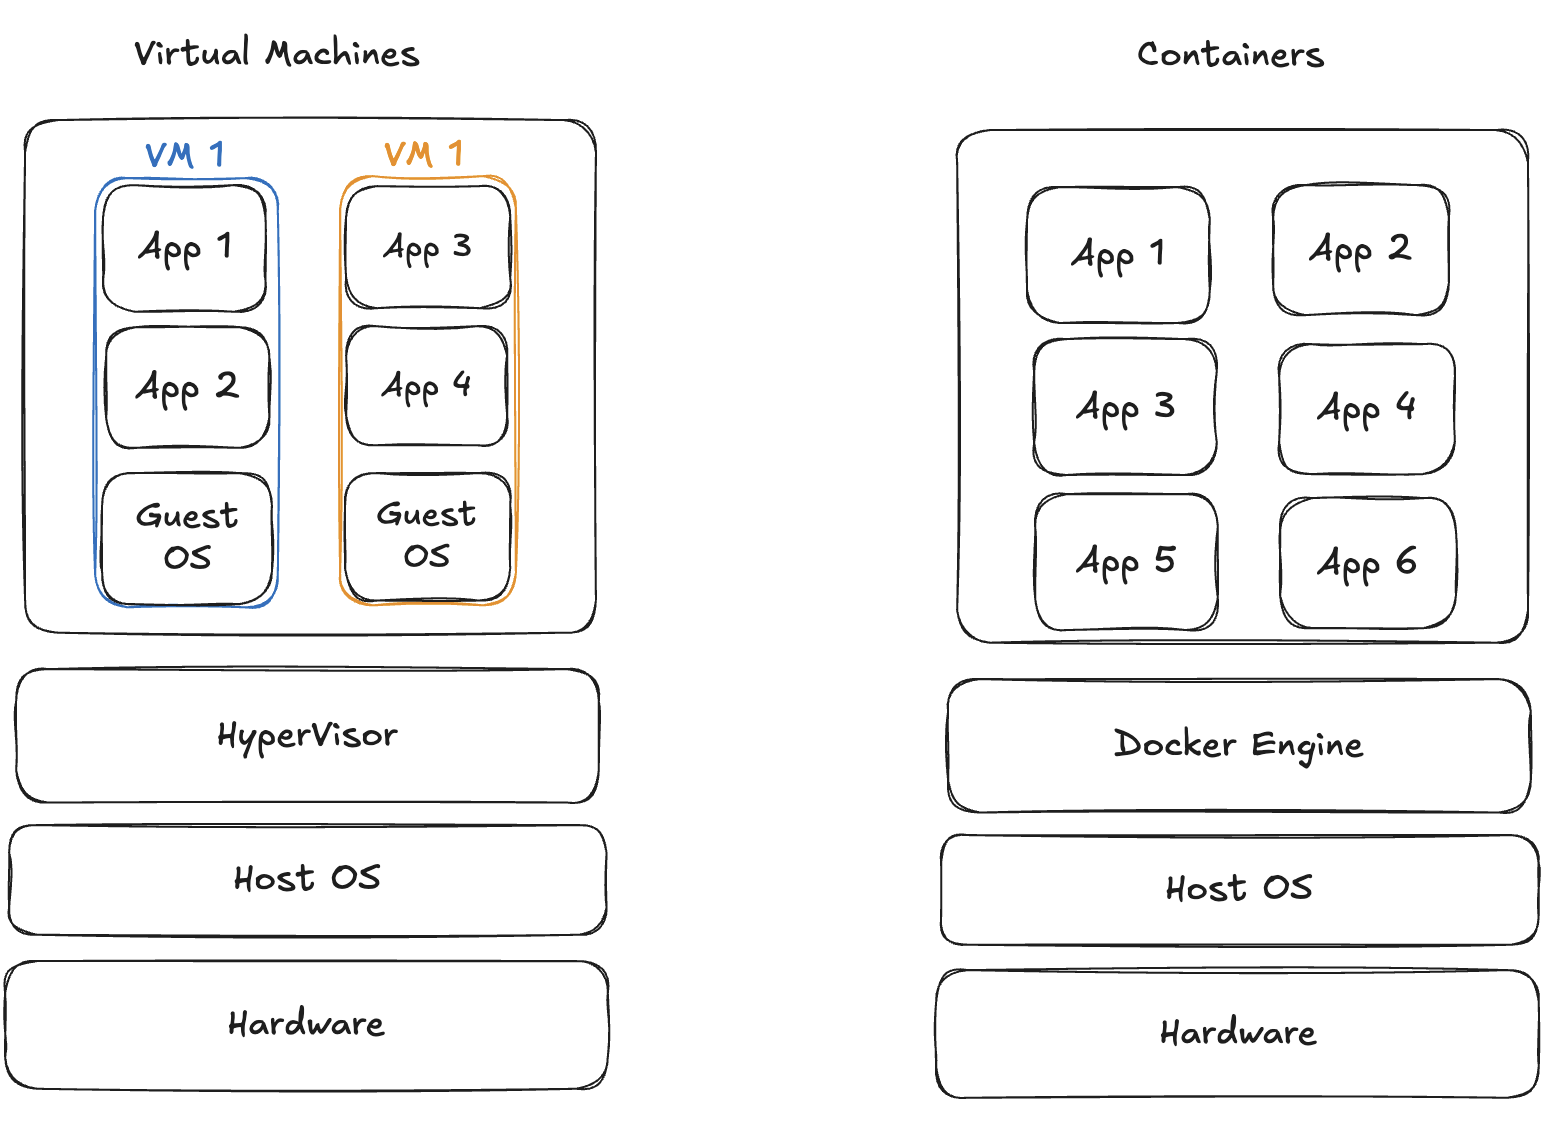 Virtual Machines
VM 1
App 1
App 2
Guest
OS
VM 1
App 3
App 4
Guest
OS
HyperVisor
Host OS
Hardware
Containers
App 1
App 2
App 3
App 4
App 5
App 6
Docker Engine
Host OS
Hardware